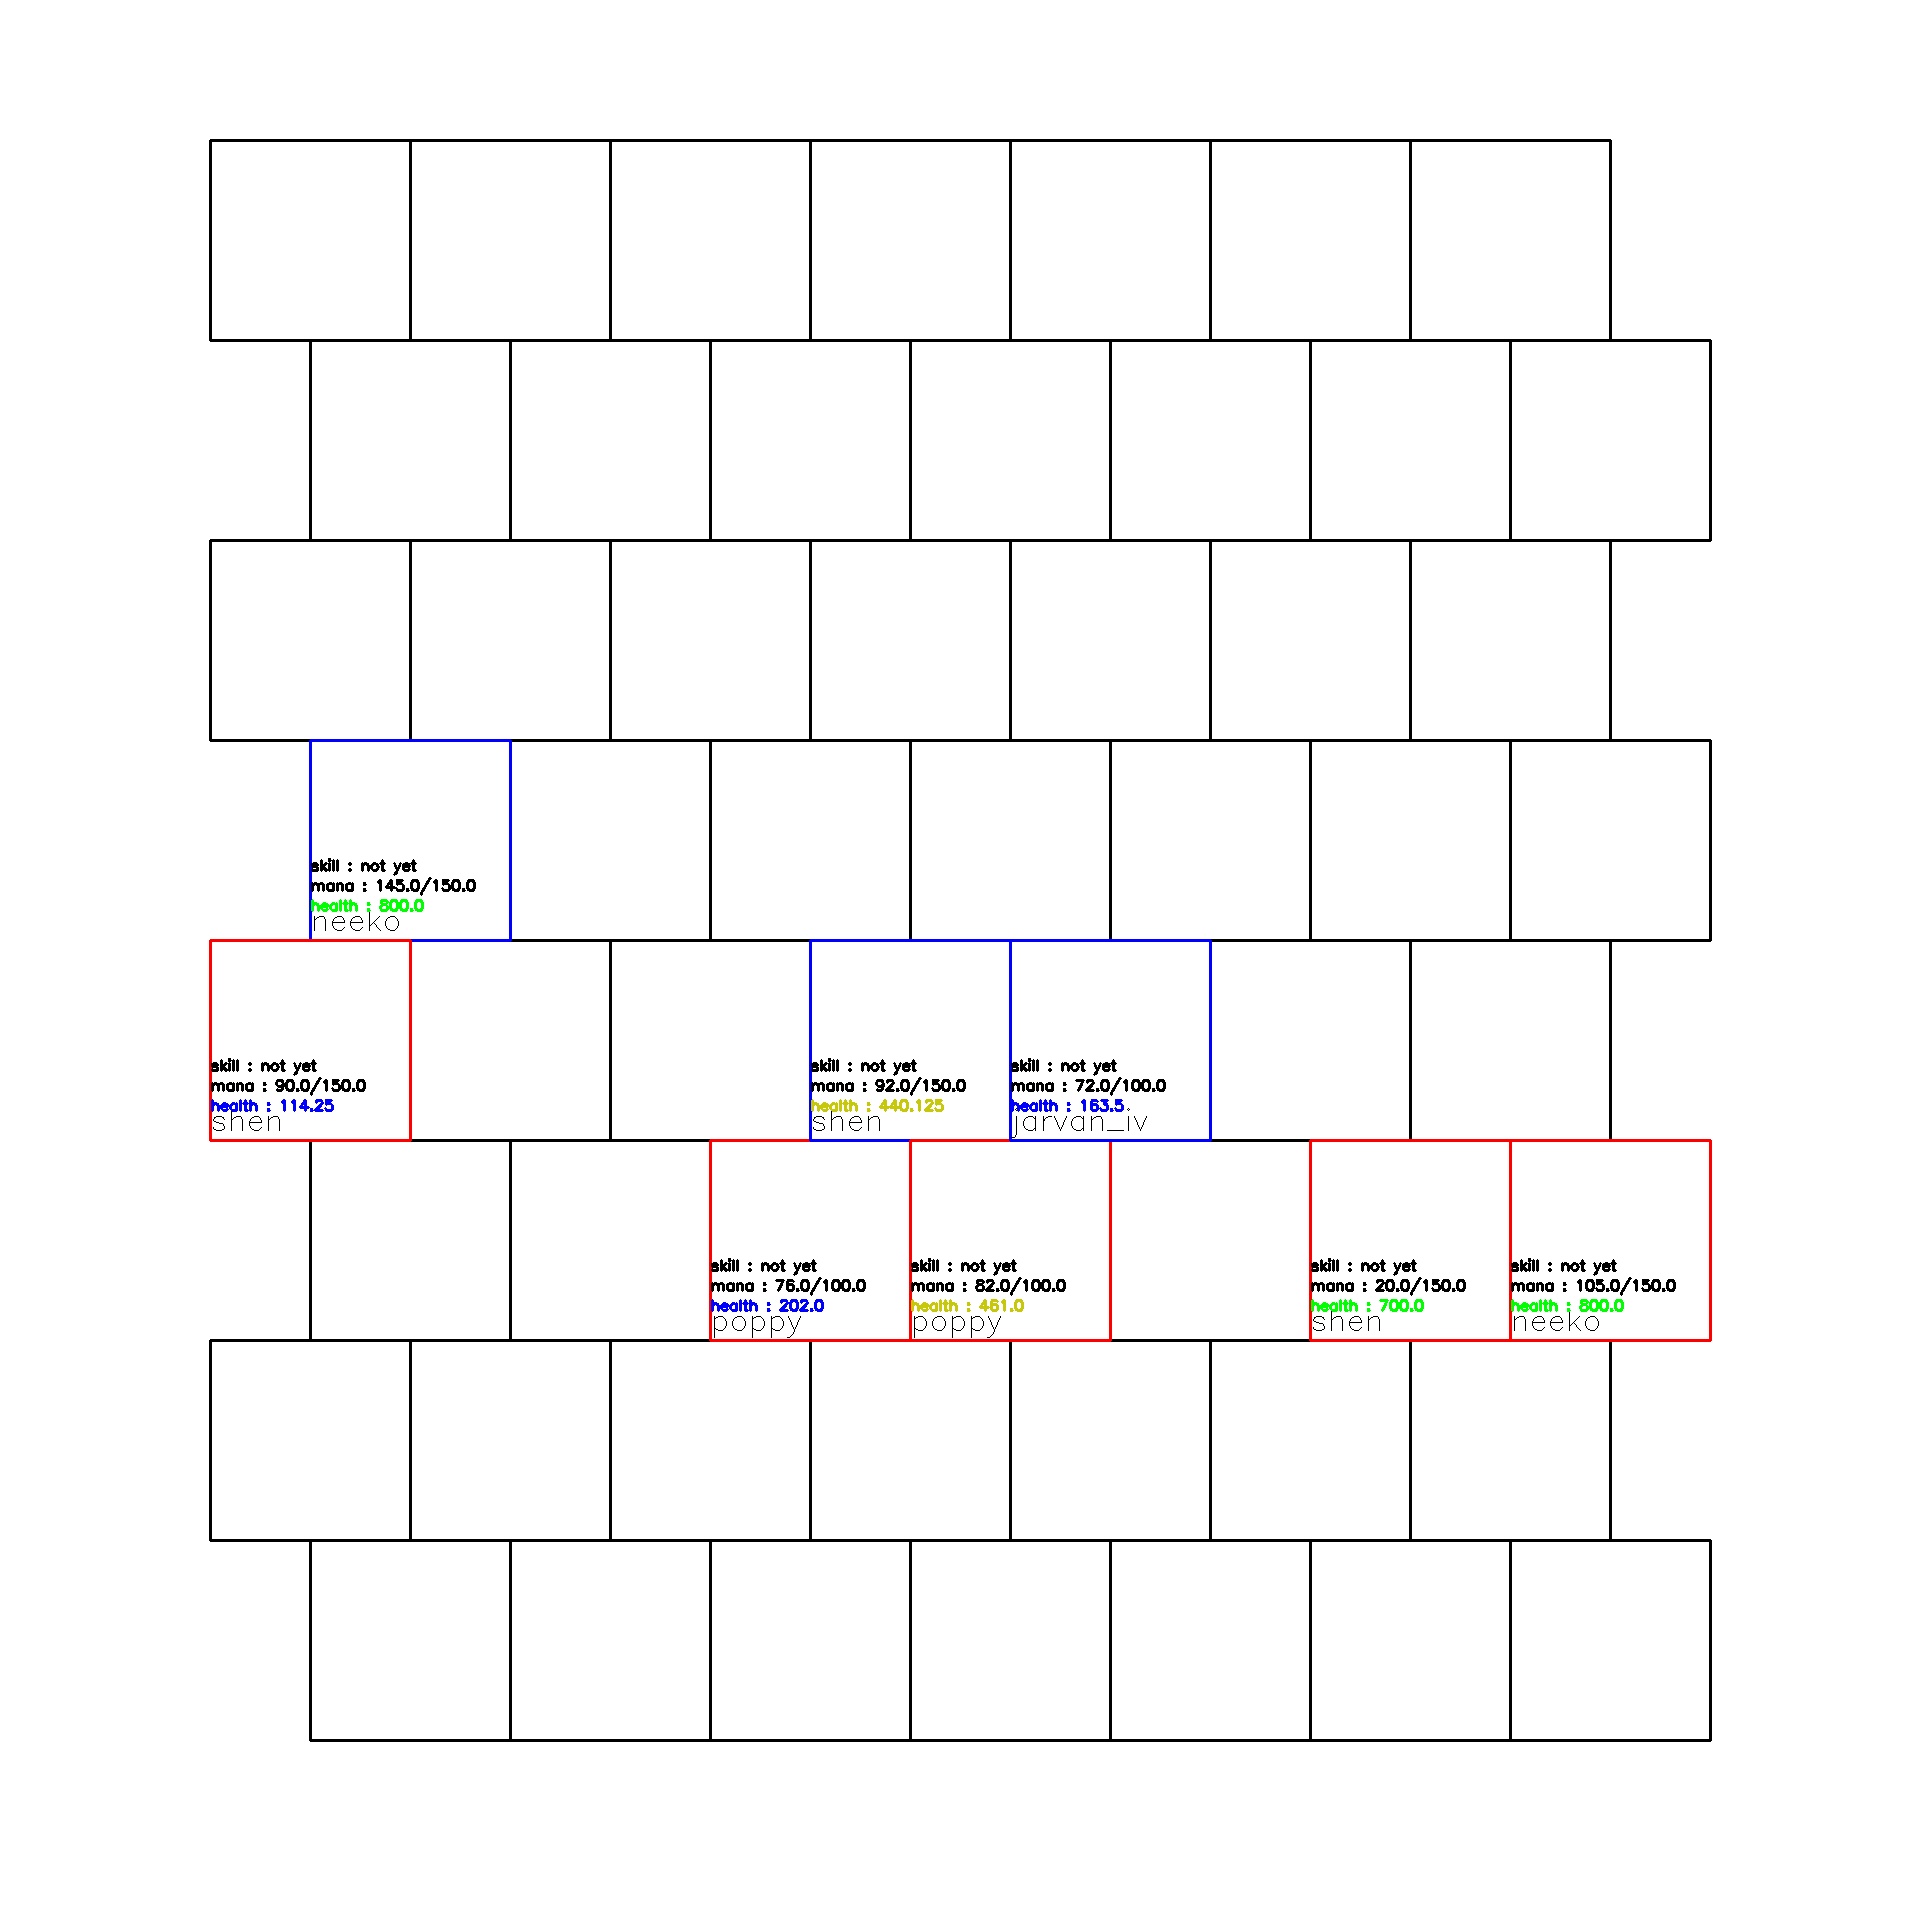 skill : not yet
mana : 145.0/150.0
health : 800.0
neeko
skill : not yet
mana : 90.0/150.0
health : 114.25
shen
skill : not yet
mana : 92.0/150.0
health : 440.125
shen
skill : not yet
mana : 72.0/100.0
health : 163.5
jarvan_iv
skill : not yet
mana : 76.0/100.0
health : 202.0
poppy
skill : not yet
mana : 82.0/100.0
health : 461.0
poppy
skill : not yet
mana : 20.0/150.0
health : 700.0
shen
skill : not yet
mana : 105.0/150.0
health : 800.0
neeko